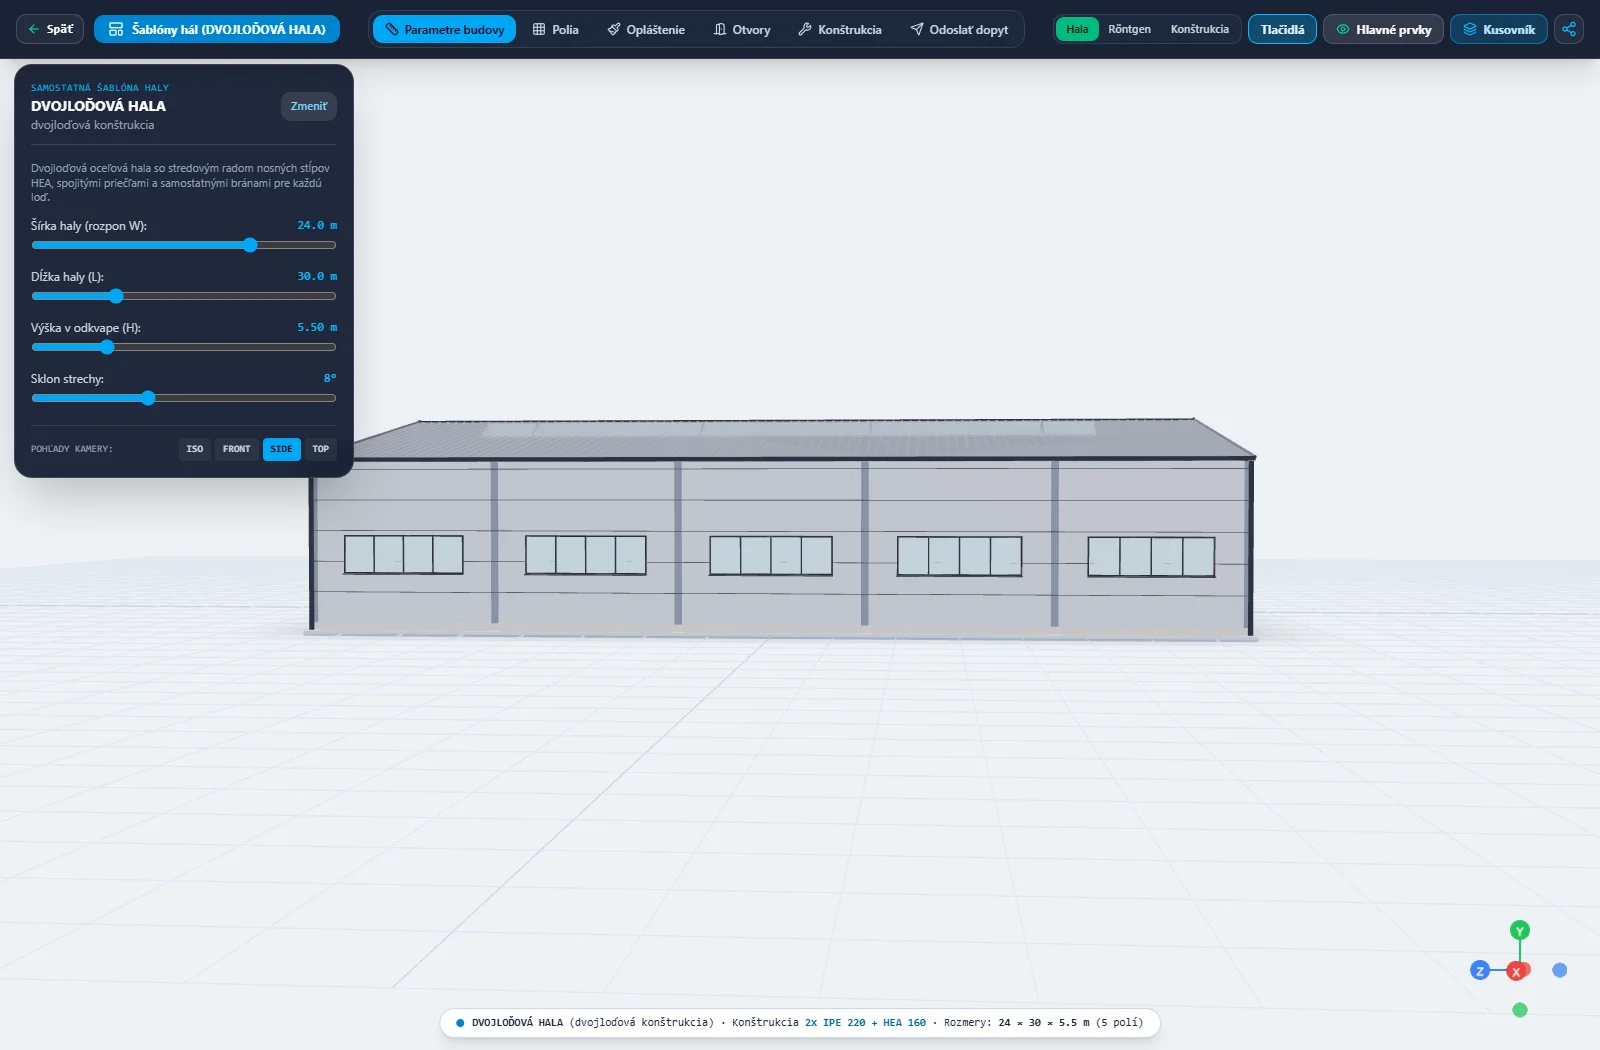 Späť
Šablóny hál (DVOJLOĎOVÁ HALA)
Parametre budovy
Polia
Opláštenie
Otvory
Konštrukcia
Odoslať dopyt
Hala
Röntgen
Konštrukcia
Tlačidlá
Hlavné prvky
Kusovník
SAMOSTATNÁ ŠABLÓNA HALY
DVOJLOĎOVÁ HALA
dvojloďová konštrukcia
Zmeniť
Dvojloďová oceľová hala so stredovým radom nosných stĺpov
HEA, spojitými priečľami a samostatnými bránami pre každú
loď.
Šírka haly (rozpon W): 24.0 m
Dĺžka haly (L): 30.0 m
Výška v odkvape (H): 5.50 m
Sklon strechy: 8°
POHĽADY KAMERY: ISO FRONT SIDE TOP
Y
Z X
DVOJLOĎOVÁ HALA (dvojloďová konštrukcia) · Konštrukcia 2X IPE 220 + HEA 160 · Rozmery: 24 × 30 × 5.5 m (5 polí)